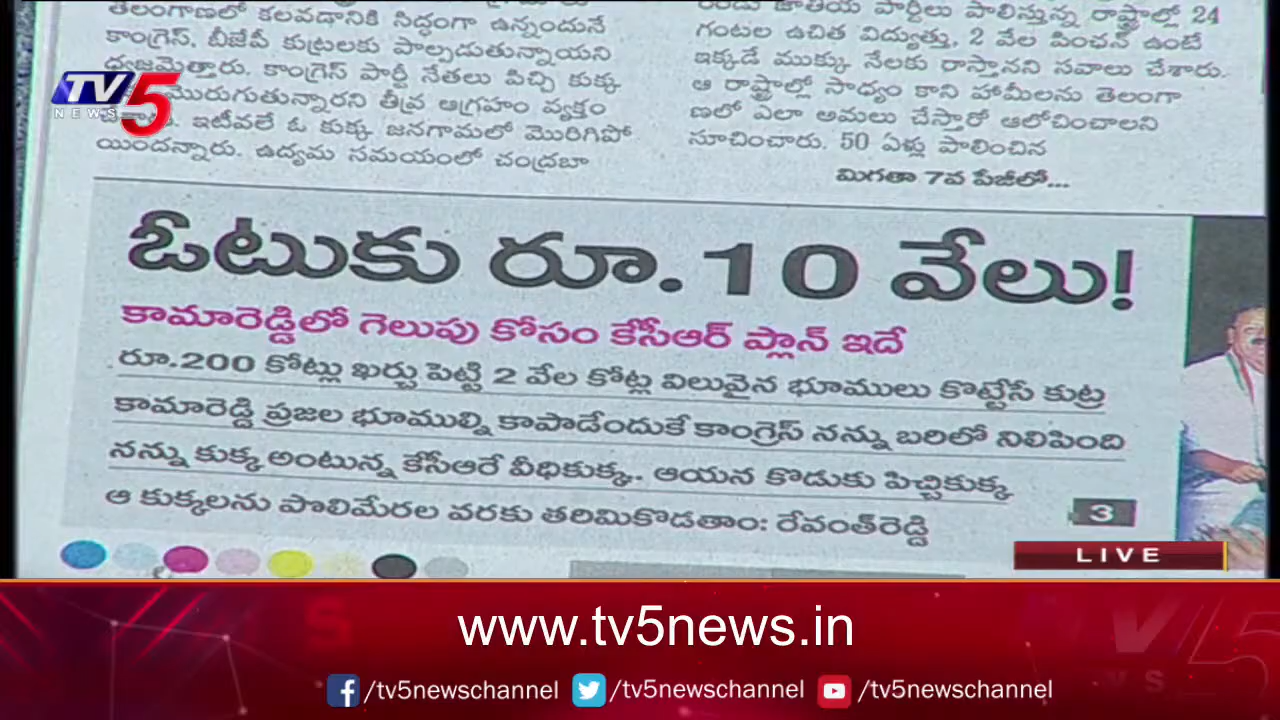 తెలంగాణలో కలవడానికి సిద్ధంగా ఉన్నందునే
కాంగ్రెస్, బీజేపీ కుట్రలకు పాల్పడుతున్నాయని
ధ్వజమెత్తారు. కాంగ్రెస్ పార్టీ నేతలు పిచ్చి కుక్క
మొరుగుతున్నారని తీవ్ర ఆగ్రహం వ్యక్తం
ఇటీవలే ఓ కుక్క జనగామలో మొరిగిపో
యిందన్నారు. ఉద్యమ సమయంలో చంద్రబా
రెండు జాతీయ పార్టీలు పాలిస్తున్న రాష్ట్రాల్లో 24
గంటల ఉచిత విద్యుత్తు, 2 వేల పింఛన్ ఉంటే
ఇక్కడే ముక్కు నేలకు రాస్తానని సవాలు చేశారు.
ఆ రాష్ట్రాల్లో సాధ్యం కాని హామీలను తెలంగా
ణలో ఎలా అమలు చేస్తారో ఆలోచించాలని
సూచించారు. 50 ఏళ్లు పాలించిన
మిగతా 7వ పేజీలో...
ఓటుకు రూ.10 వేలు!
కామారెడ్డిలో గెలుపు కోసం కేసీఆర్ ప్లాన్ ఇదే
రూ.200 కోట్లు ఖర్చు పెట్టి 2 వేల కోట్ల విలువైన భూములు కొట్టేసే కుట్ర
కామారెడ్డి ప్రజల భూముల్ని కాపాడేందుకే కాంగ్రెస్ నన్ను బరిలో నిలిపింది
నన్ను కుక్క అంటున్న కేసీఆరే వీధికుక్క. ఆయన కొడుకు పిచ్చికుక్క
ఆ కుక్కలను పొలిమేరల వరకు తరిమికొడతాం: రేవంత్‌రెడ్డి
3
TV5
NEWS
LIVE
www.tv5news.in
/tv5newschannel /tv5newschannel /tv5newschannel